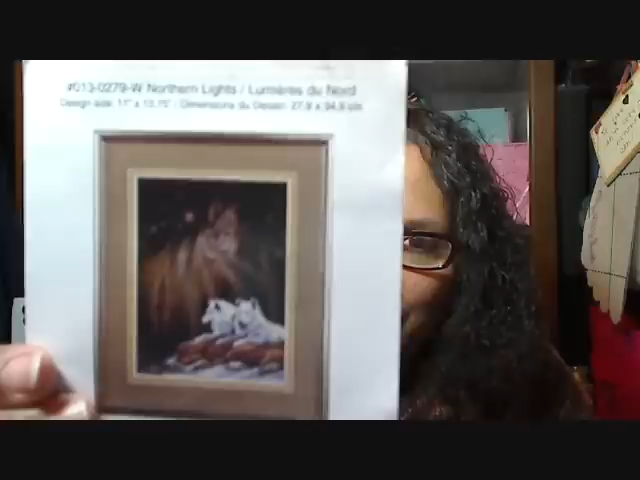 #013-0279-W Northern Lights / Lumières du Nord
Design size: 11" x 13.75" / Dimensions du Dessin: 27.9 x 34.9 cm